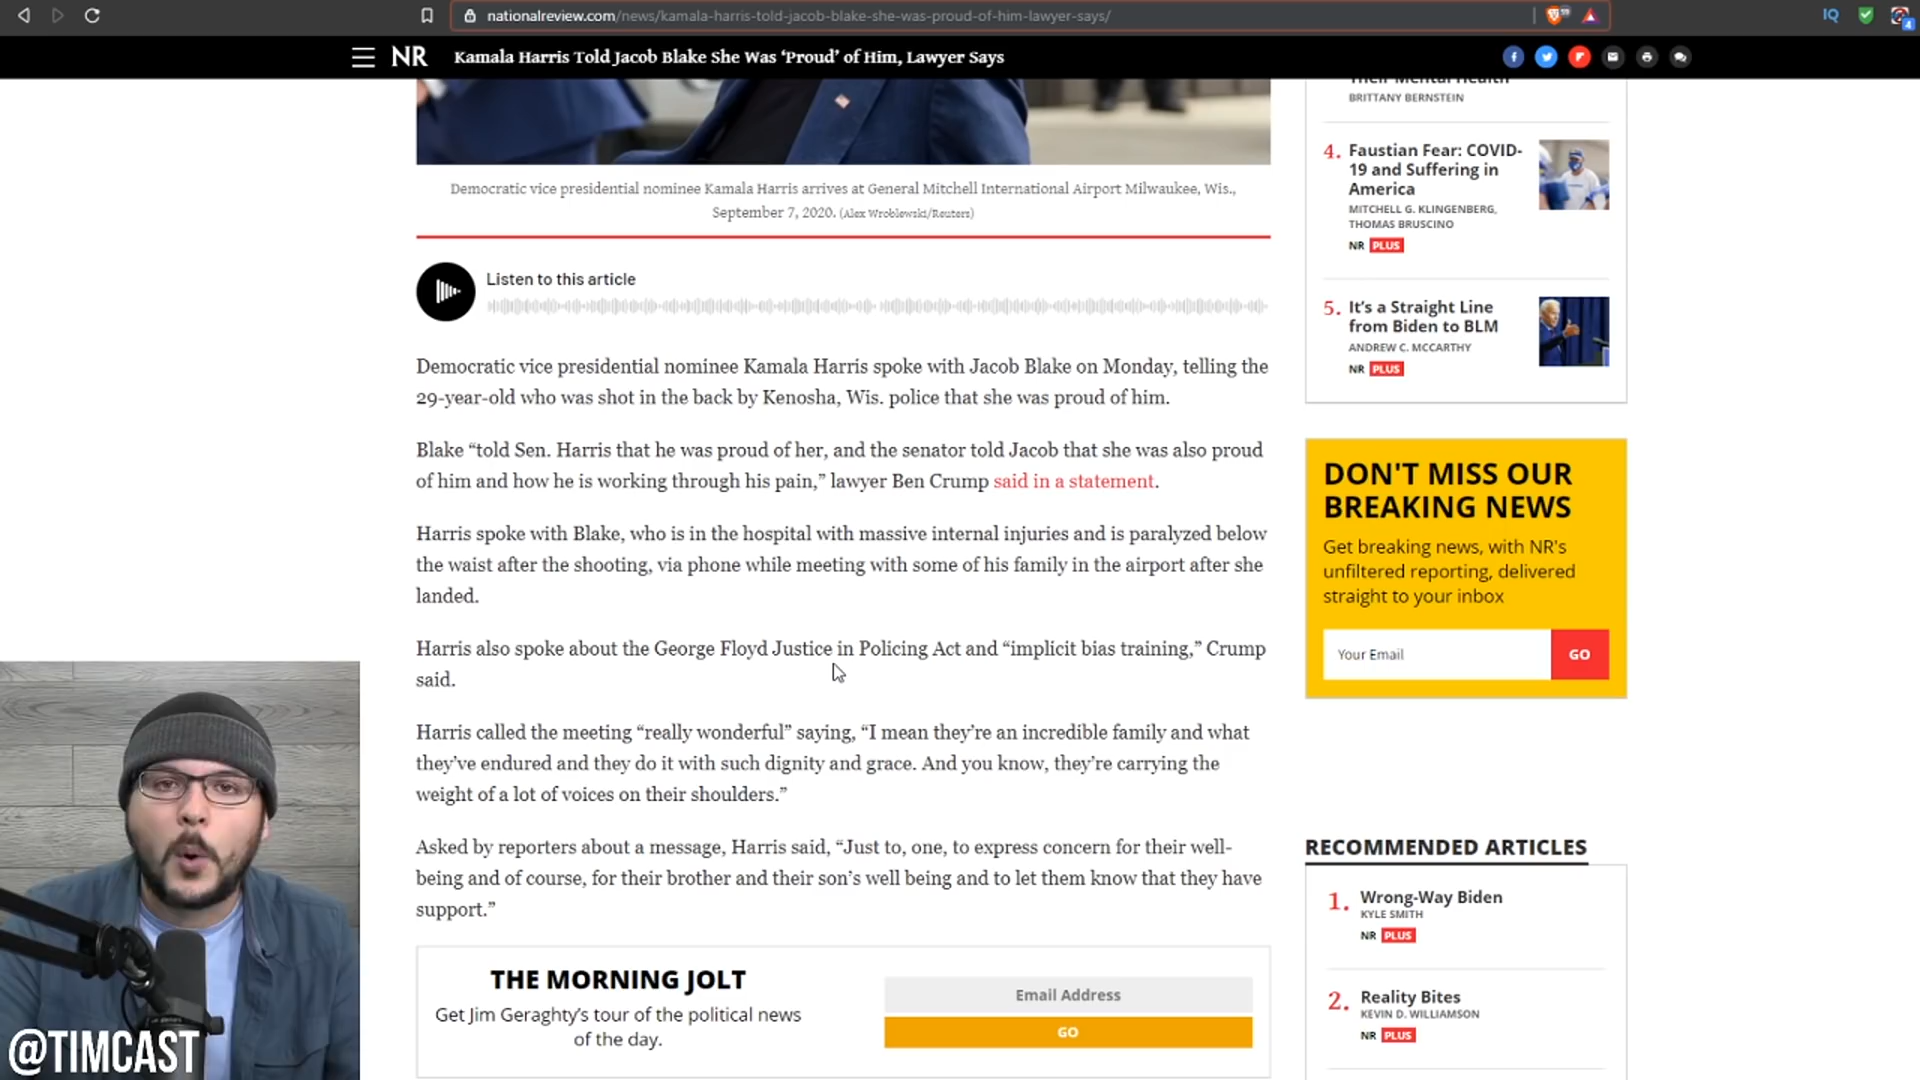 nationalreview.com/news/kamala-harris-told-jacob-blake-she-was-proud-of-him-lawyer-says/
IQ
4
NR
Kamala Harris Told Jacob Blake She Was ‘Proud’ of Him, Lawyer Says
Democratic vice presidential nominee Kamala Harris arrives at General Mitchell International Airport Milwaukee, Wis.,
September 7, 2020. (Alex Wroblewski/Reuters)
Listen to this article
Democratic vice presidential nominee Kamala Harris spoke with Jacob Blake on Monday, telling the
29-year-old who was shot in the back by Kenosha, Wis. police that she was proud of him.
Blake “told Sen. Harris that he was proud of her, and the senator told Jacob that she was also proud
of him and how he is working through his pain,” lawyer Ben Crump said in a statement.
Harris spoke with Blake, who is in the hospital with massive internal injuries and is paralyzed below
the waist after the shooting, via phone while meeting with some of his family in the airport after she
landed.
Harris also spoke about the George Floyd Justice in Policing Act and “implicit bias training,” Crump
said.
Harris called the meeting “really wonderful” saying, “I mean they’re an incredible family and what
they’ve endured and they do it with such dignity and grace. And you know, they’re carrying the
weight of a lot of voices on their shoulders.”
Asked by reporters about a message, Harris said, “Just to, one, to express concern for their well-
being and of course, for their brother and their son’s well being and to let them know that they have
support.”
THE MORNING JOLT
Get Jim Geraghty’s tour of the political news
of the day.
Email Address
GO
Their Mental Health
BRITTANY BERNSTEIN
4. Faustian Fear: COVID-
19 and Suffering in
America
MITCHELL G. KLINGENBERG,
THOMAS BRUSCINO
NR PLUS
5. It’s a Straight Line
from Biden to BLM
ANDREW C. MCCARTHY
NR PLUS
DON'T MISS OUR
BREAKING NEWS
Get breaking news, with NR's
unfiltered reporting, delivered
straight to your inbox
Your Email
GO
RECOMMENDED ARTICLES
1. Wrong-Way Biden
KYLE SMITH
NR PLUS
2. Reality Bites
KEVIN D. WILLIAMSON
NR PLUS
@TIMCAST